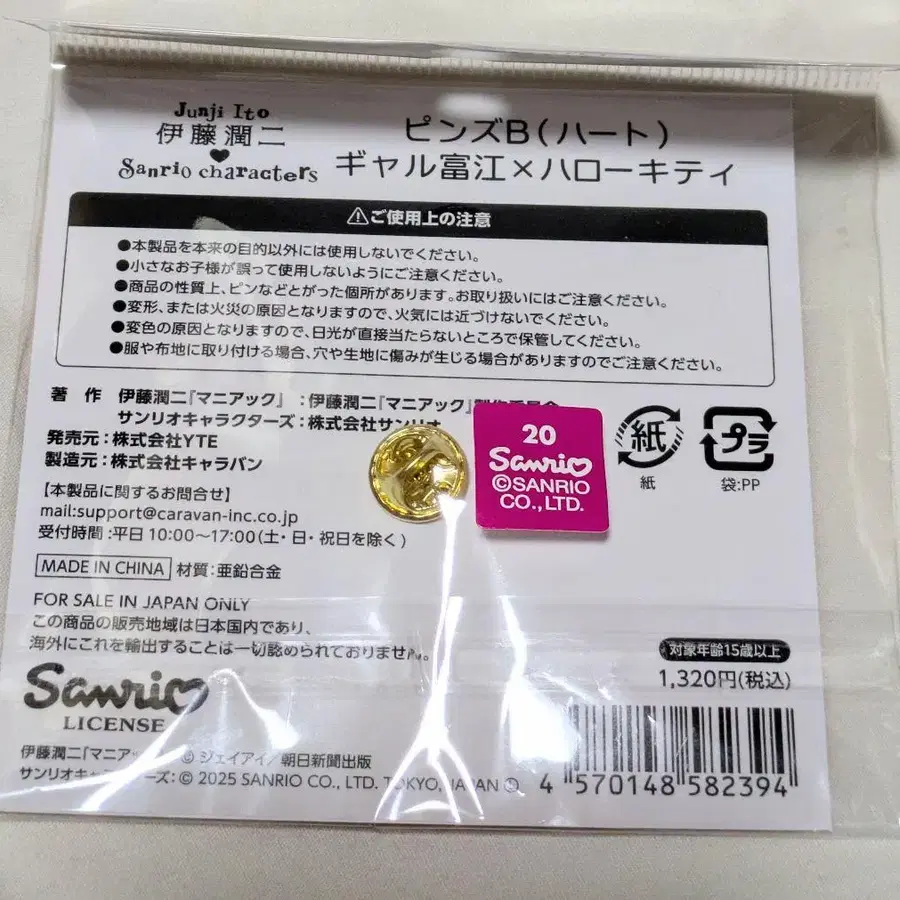 Junji Ito
伊藤潤二
Sanrio characters
ピンズB(ハート)
ギャル富江×ハローキティ
⚠ご使用上の注意
●本製品を本来の目的以外には使用しないでください。
●小さなお子様が誤って使用しないようにご注意ください。
●商品の性質上、ピンなどとがった個所があります。お取り扱いにはご注意ください。
●変形、または火災の原因となりますので、火気には近づけないでください。
●変色の原因となりますので、日光が直接当たらないところで保管してください。
●服や布地に取り付ける場合、穴や生地に傷みが生じる場合がありますのでご注意ください。
著 作 伊藤潤二『マニアック』:伊藤潤二『マニアック』製作委員会
サンリオキャラクターズ:株式会社サンリオ
発売元:株式会社YTE
製造元:株式会社キャラバン
【本製品に関するお問合せ】
mail:support@caravan-inc.co.jp
受付時間:平日 10:00～17:00(土・日・祝日を除く)
MADE IN CHINA 材質:亜鉛合金
FOR SALE IN JAPAN ONLY
この商品の販売地域は日本国内であり、
海外にこれを輸出することは一切認められておりません。
20
Sanrio
©SANRIO
CO.,LTD.
紙
紙
プラ
袋:PP
対象年齢15歳以上
1,320円(税込)
Sanrio
LICENSE
伊藤潤二『マニアック ©ジェイアイ/朝日新聞出版
サンリオキャラクターズ:© 2025 SANRIO CO., LTD. TOKYO, JAPAN Ⓛ
4 570148 582394